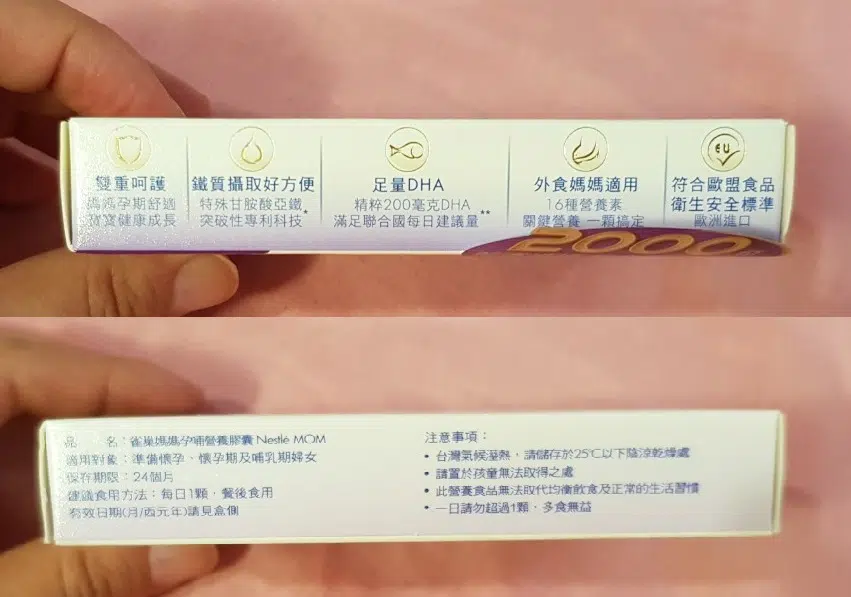 雙重呵護
媽媽孕期舒適
寶寶健康成長
鐵質攝取好方便
特殊甘胺酸亞鐵
突破性專利科技*
足量DHA
精粹200毫克DHA
滿足聯合國每日建議量**
外食媽媽適用
16種營養素
關鍵營養 一顆搞定
EU
符合歐盟食品
衛生安全標準
歐洲進口
2000
品 名：雀巢媽媽孕哺營養膠囊 Nestlé MOM
適用對象：準備懷孕、懷孕期及哺乳期婦女
保存期限：24個月
建議食用方法：每日1顆，餐後食用
有效日期(月/西元年)請見盒側
注意事項：
• 台灣氣候溼熱，請儲存於25℃以下陰涼乾燥處
• 請置於孩童無法取得之處
• 此營養食品無法取代均衡飲食及正常的生活習慣
• 一日請勿超過1顆，多食無益